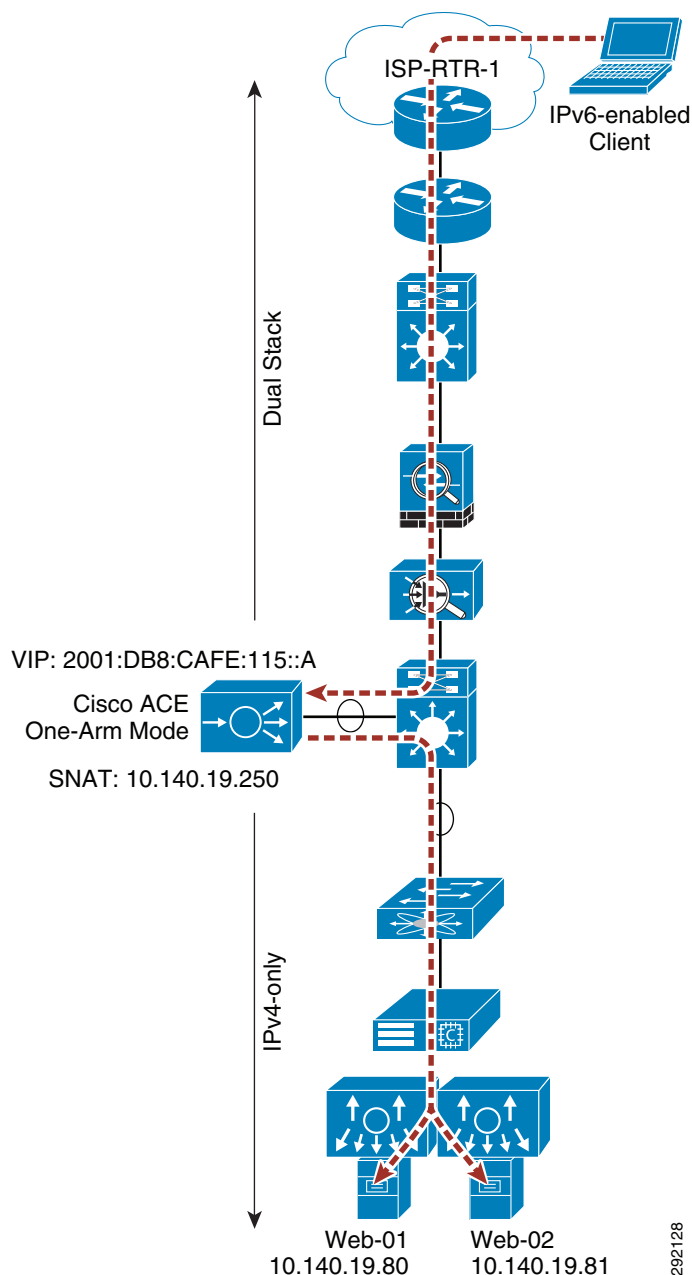 ISP-RTR-1
IPv6-enabled
Client
Dual Stack
VIP: 2001:DB8:CAFE:115::A
Cisco ACE
One-Arm Mode
SNAT: 10.140.19.250
IPv4-only
C
Web-01
10.140.19.80
Web-02
10.140.19.81
292128